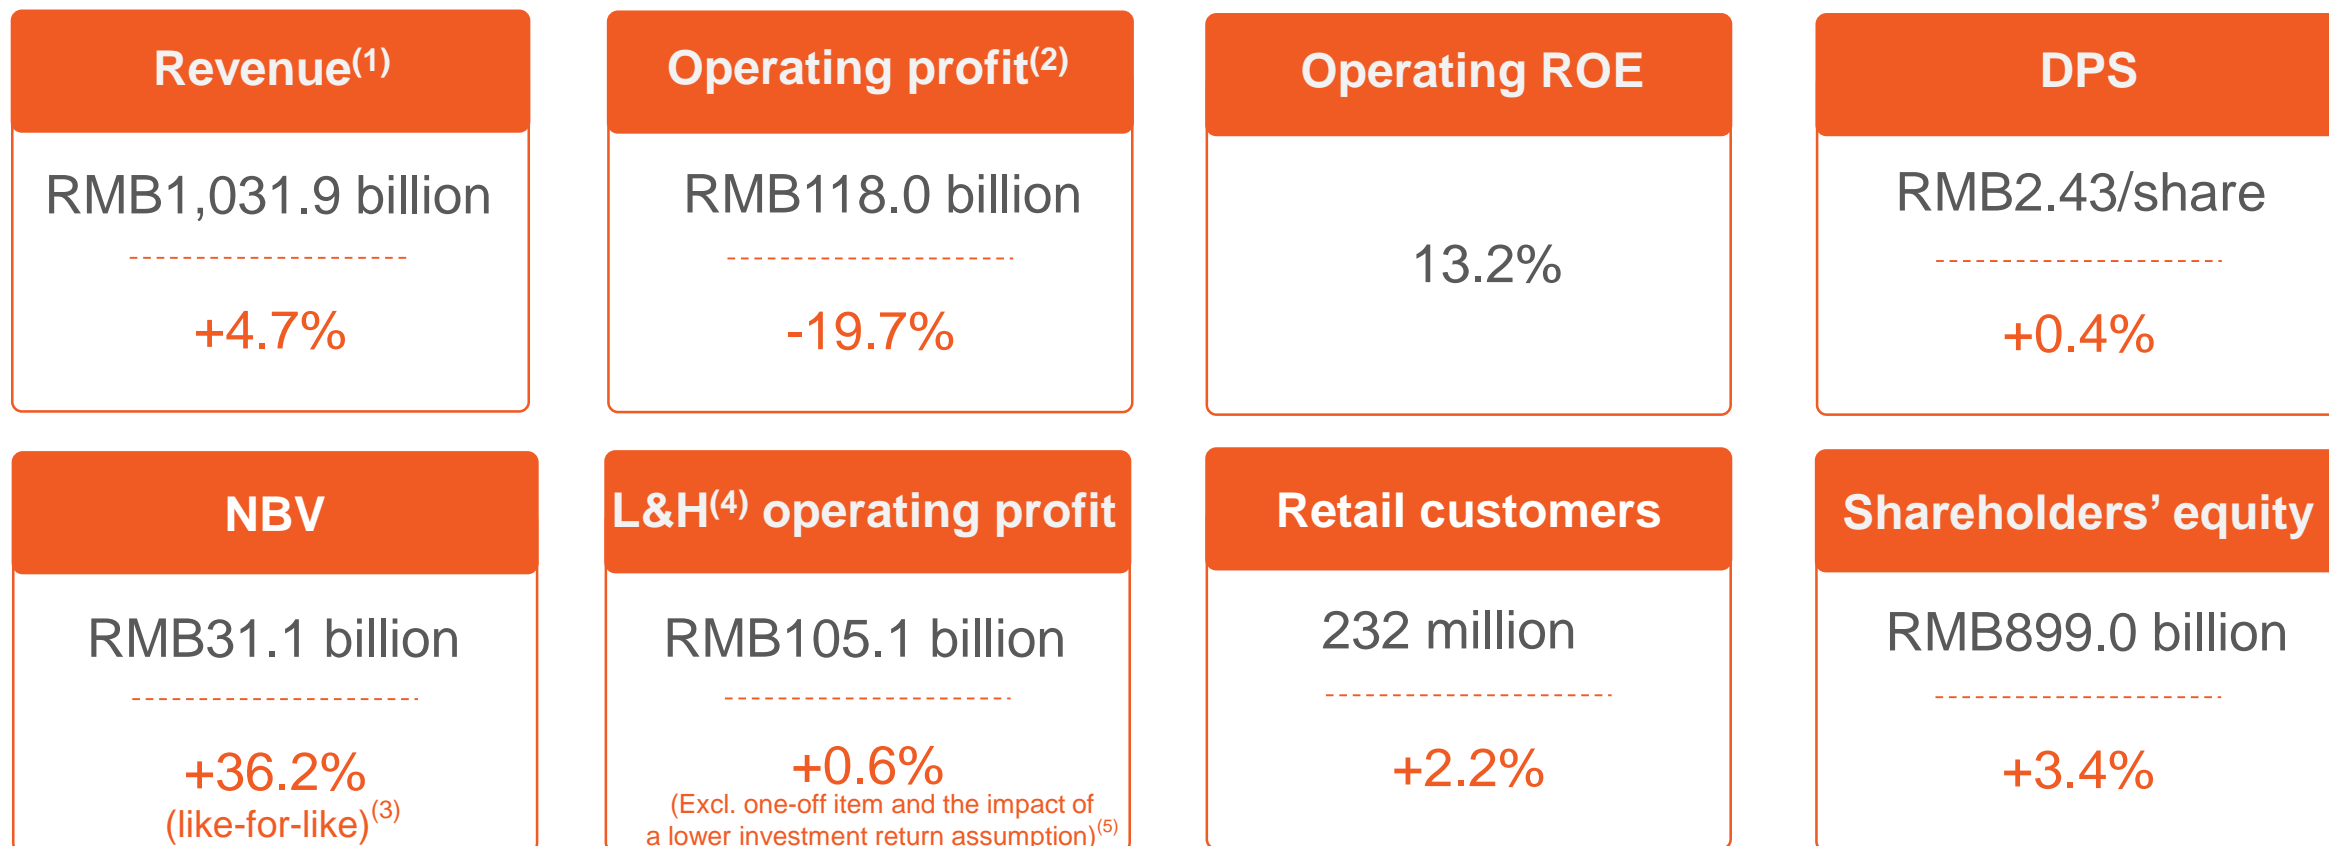 Revenue(1)
RMB1,031.9 billion
+4.7%
Operating profit(2)
RMB118.0 billion
-19.7%
Operating ROE
13.2%
DPS
RMB2.43/share
+0.4%
NBV
RMB31.1 billion
+36.2%
(like-for-like)(3)
L&H(4) operating profit
RMB105.1 billion
+0.6%
(Excl. one-off item and the impact of
a lower investment return assumption)(5)
Retail customers
232 million
+2.2%
Shareholders’ equity
RMB899.0 billion
+3.4%